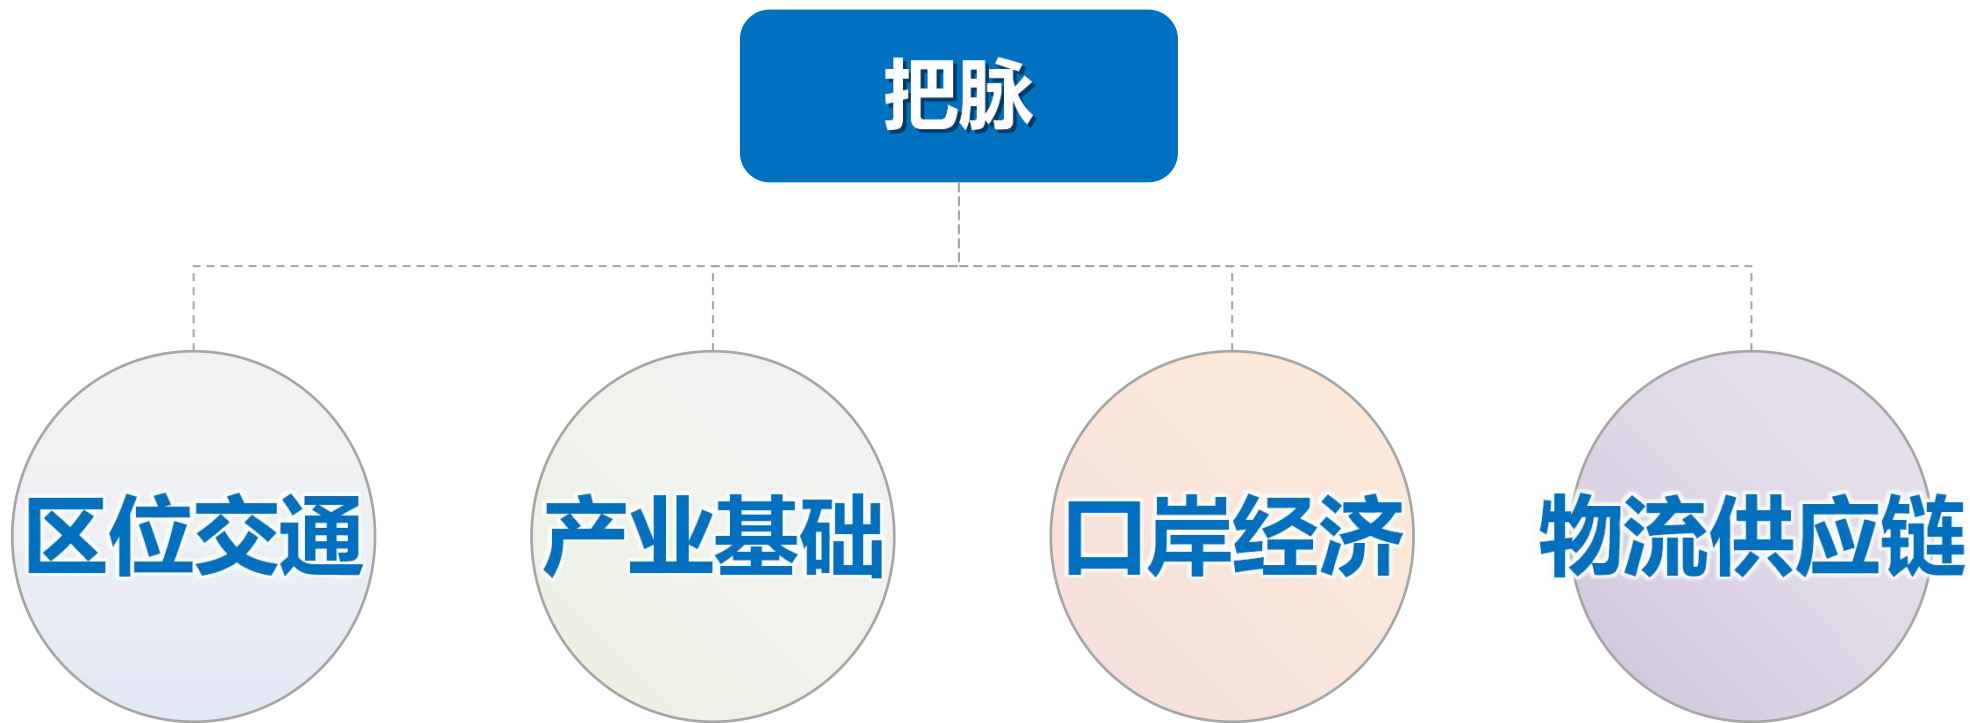 把脉
区位交通
产业基础
口岸经济
物流供应链